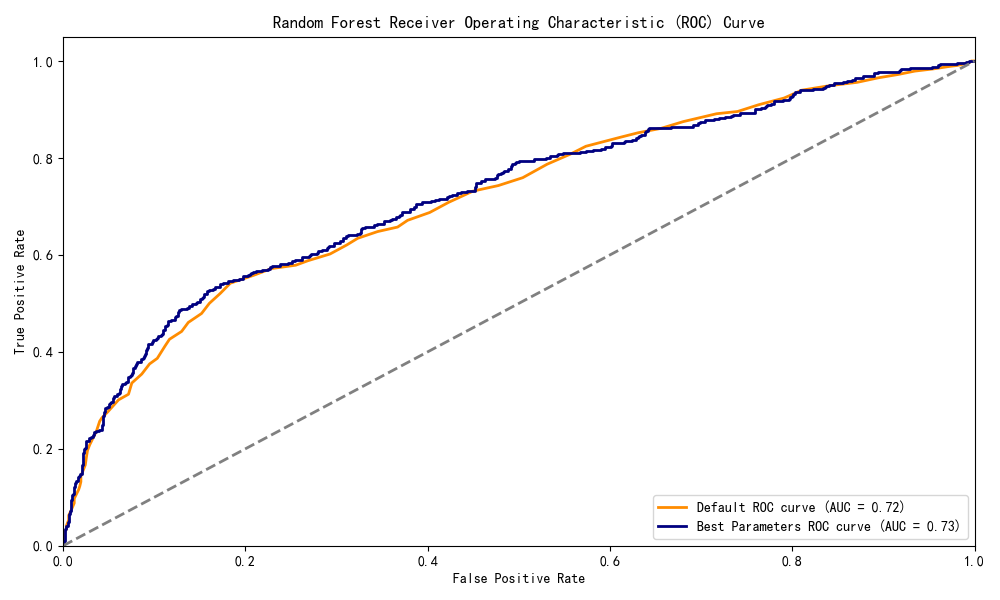 Random Forest Receiver Operating Characteristic (ROC) Curve
True Positive Rate
1.0
0.8
0.6
0.4
0.2
0.0
0.0 0.2 0.4 0.6 0.8 1.0
False Positive Rate
Default ROC curve (AUC = 0.72)
Best Parameters ROC curve (AUC = 0.73)